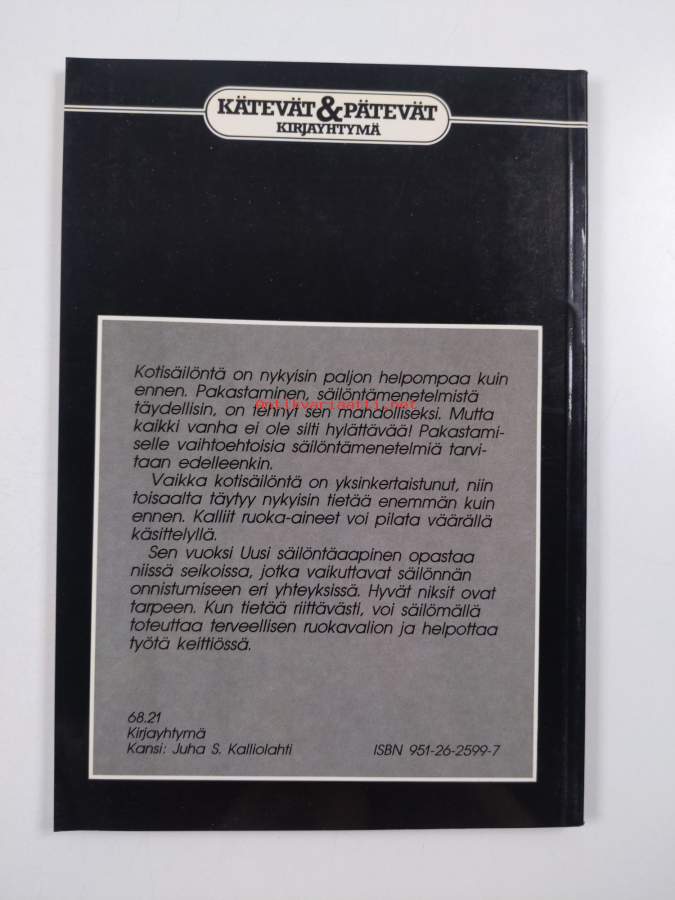 KÄTEVÄT & PÄTEVÄT
KIRJAYHTYMÄ
Kotisäilöntä on nykyisin paljon helpompaa kuin
ennen. Pakastaminen, säilöntämenetelmistä
täydellisin, on tehnyt sen mahdolliseksi. Mutta
antikvariaatti.net
kaikki vanha ei ole silti hylättävää! Pakastami-
selle vaihtoehtoisia säilöntämenetelmiä tarvi-
taan edelleenkin.
Vaikka kotisäilöntä on yksinkertaistunut, niin
toisaalta täytyy nykyisin tietää enemmän kuin
ennen. Kalliit ruoka-aineet voi pilata väärällä
käsittelyllä.
Sen vuoksi Uusi säilöntäaapinen opastaa
niissä seikoissa, jotka vaikuttavat säilönnän
onnistumiseen eri yhteyksissä. Hyvät niksit ovat
tarpeen. Kun tietää riittävästi, voi säilömällä
toteuttaa terveellisen ruokavalion ja helpottaa
työtä keittiössä.
68.21
Kirjayhtymä
Kansi: Juha S. Kalliolahti ISBN 951-26-2599-7